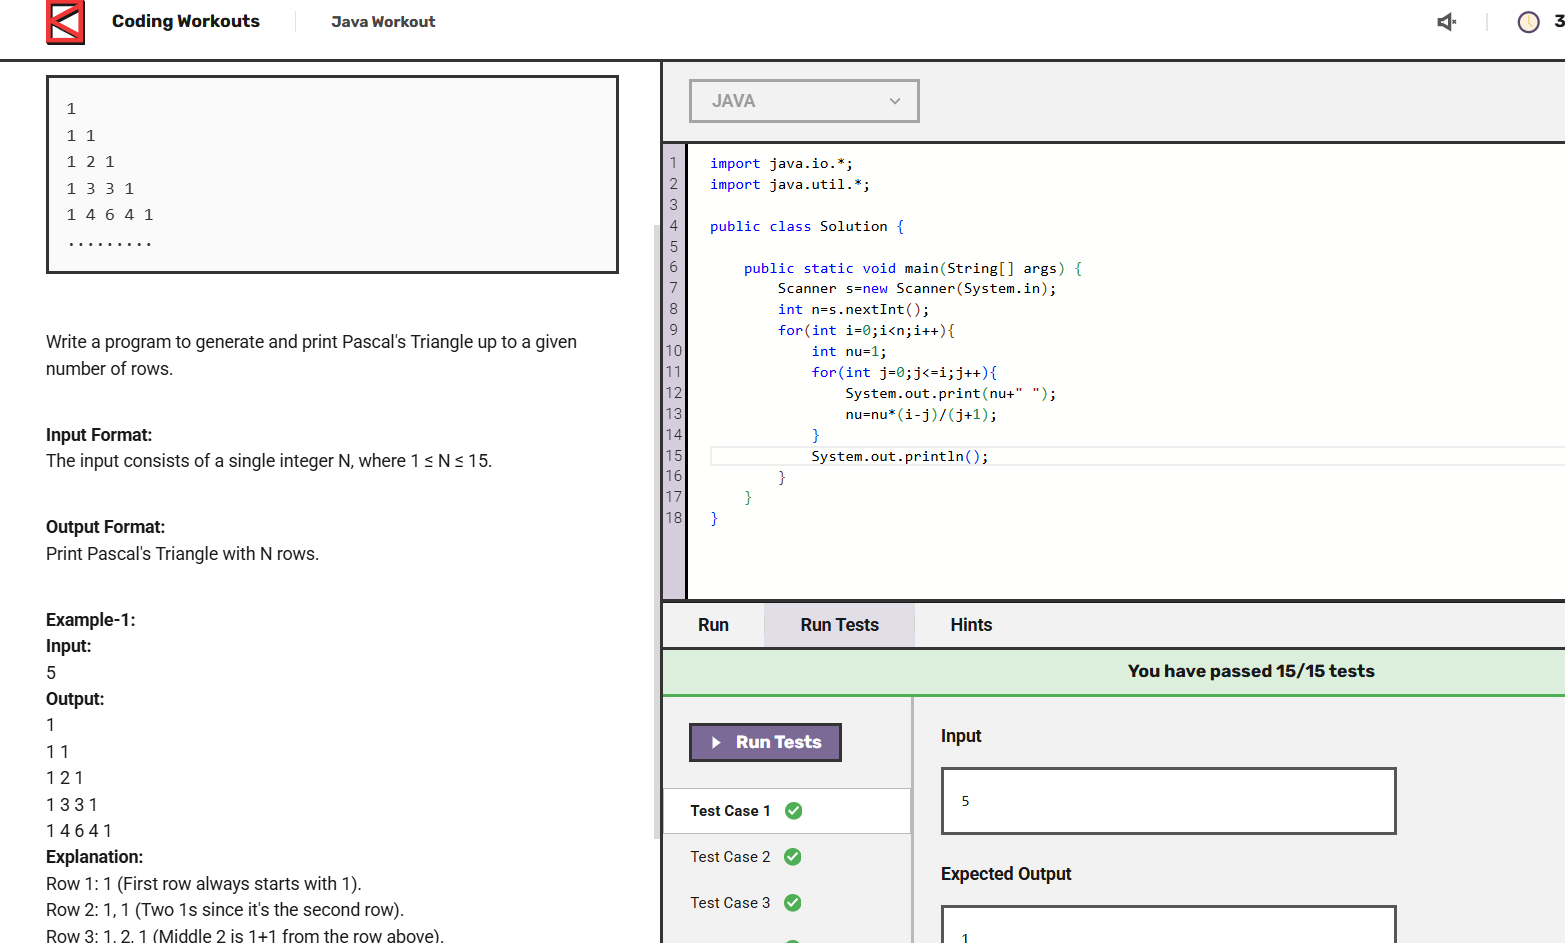 Coding Workouts
Java Workout
3
1
1 1
1 2 1
1 3 3 1
1 4 6 4 1
.........
Write a program to generate and print Pascal's Triangle up to a given
number of rows.
Input Format:
The input consists of a single integer N, where 1 ≤ N ≤ 15.
Output Format:
Print Pascal's Triangle with N rows.
Example-1:
Input:
5
Output:
1
1 1
1 2 1
1 3 3 1
1 4 6 4 1
Explanation:
Row 1: 1 (First row always starts with 1).
Row 2: 1, 1 (Two 1s since it's the second row).
Row 3: 1, 2, 1 (Middle 2 is 1+1 from the row above).
JAVA
1 import java.io.*;
2 import java.util.*;
3
4 public class Solution {
5
6     public static void main(String[] args) {
7         Scanner s=new Scanner(System.in);
8         int n=s.nextInt();
9         for(int i=0;i<n;i++){
10             int nu=1;
11             for(int j=0;j<=i;j++){
12                 System.out.print(nu+" ");
13                 nu=nu*(i-j)/(j+1);
14             }
15             System.out.println();
16         }
17     }
18 }
Run
Run Tests
Hints
You have passed 15/15 tests
Run Tests
Test Case 1
Test Case 2
Test Case 3
Input
5
Expected Output
1